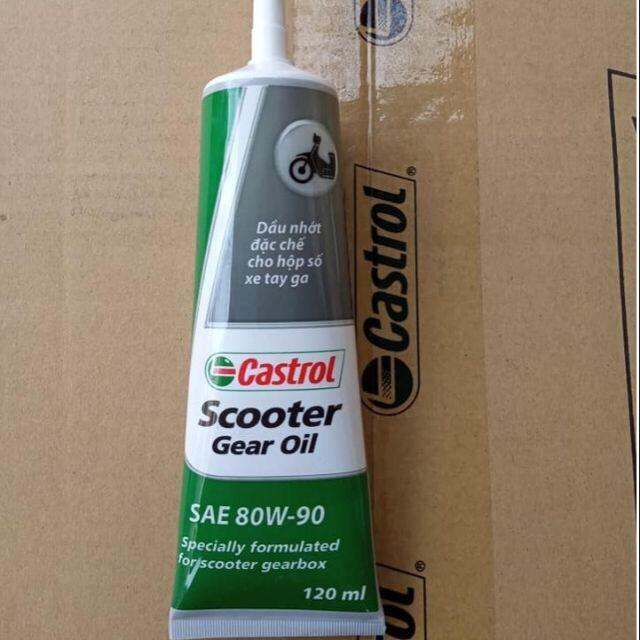 Dầu nhớt
đặc chế
cho hộp số
xe tay ga
Castrol
Scooter
Gear Oil
SAE 80W-90
Specially formulated
for scooter gearbox
120 ml
Castrol®
Castrol®